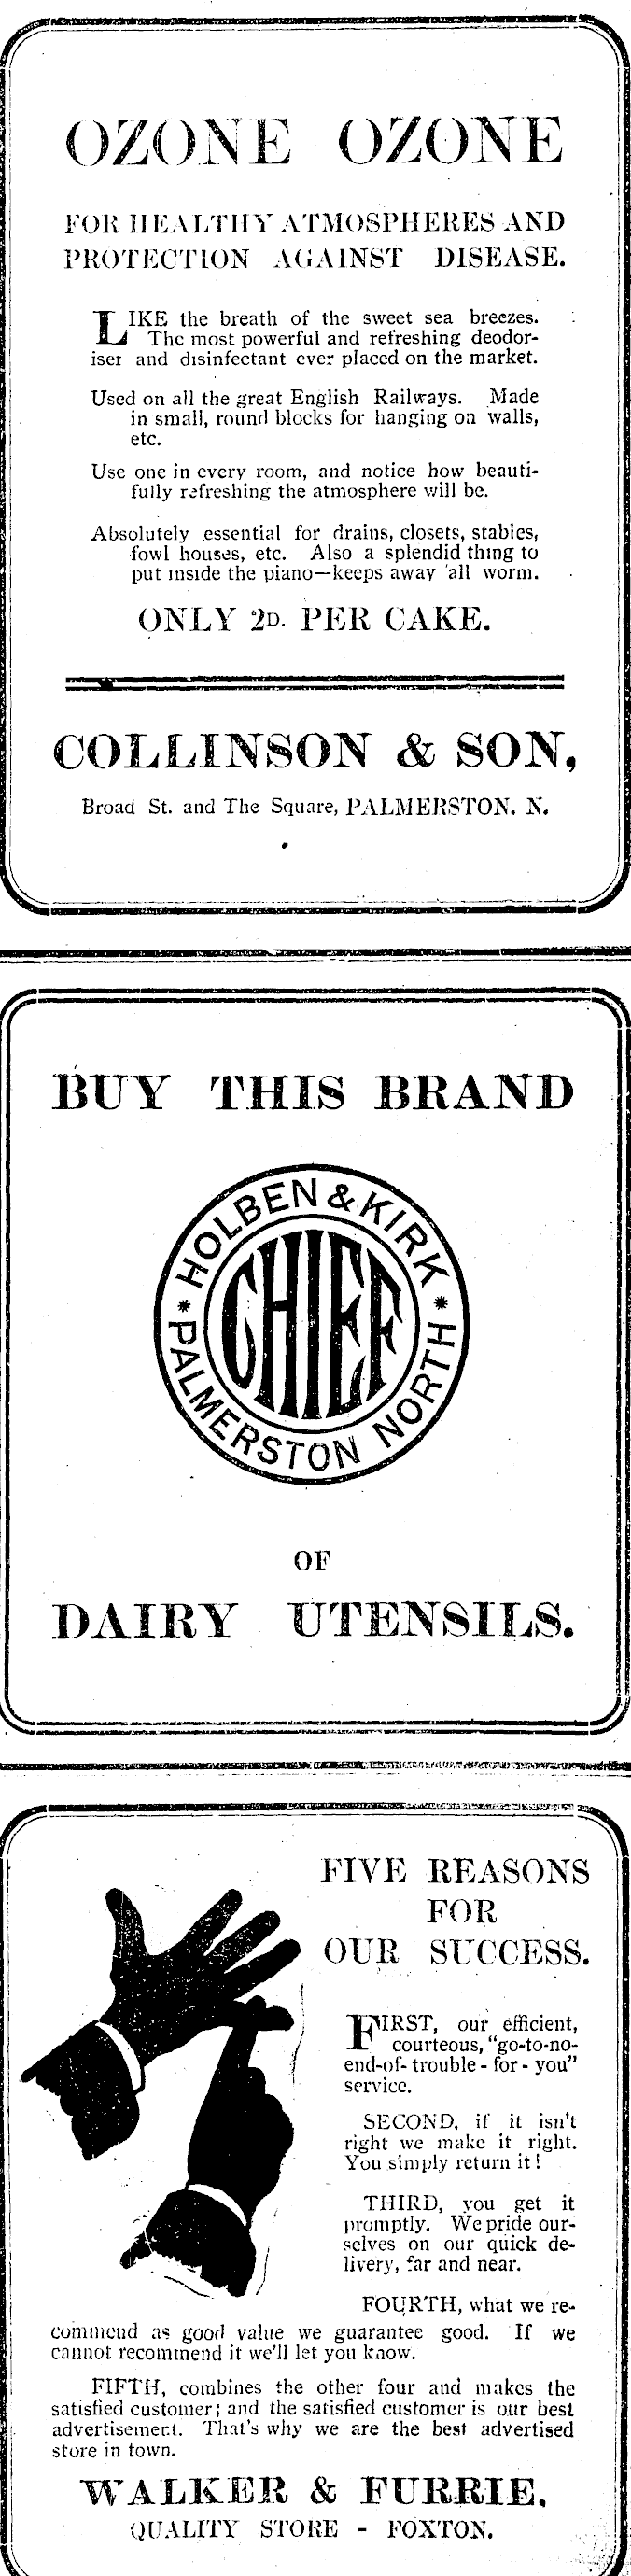 OZONE OZONE
FOR HEALTHY ATMOSPHERES AND
PROTECTION AGAINST DISEASE.
LIKE the breath of the sweet sea breezes.
The most powerful and refreshing deodor-
iser and disinfectant ever placed on the market.
Used on all the great English Railways. Made
in small, round blocks for hanging on walls,
etc.
Use one in every room, and notice how beauti-
fully refreshing the atmosphere will be.
Absolutely essential for drains, closets, stables,
fowl houses, etc. Also a splendid thing to
put inside the piano—keeps away all worm.
ONLY 2D. PER CAKE.
COLLINSON & SON,
Broad St. and The Square, PALMERSTON. N.
BUY THIS BRAND
HOLBEN & KIRK
CHIEF
* PALMERSTON NORTH *
OF
DAIRY UTENSILS.
FIVE REASONS
FOR
OUR SUCCESS.
FIRST, our efficient,
courteous, "go-to-no-
end-of-trouble-for-you"
service.
SECOND, if it isn't
right we make it right.
You simply return it!
THIRD, you get it
promptly. We pride our-
selves on our quick de-
livery, far and near.
FOURTH, what we re-
commend as good value we guarantee good. If we
cannot recommend it we'll let you know.
FIFTH, combines the other four and makes the
satisfied customer; and the satisfied customer is our best
advertisement. That's why we are the best advertised
store in town.
WALKER & FURRIE,
QUALITY STORE - FOXTON.